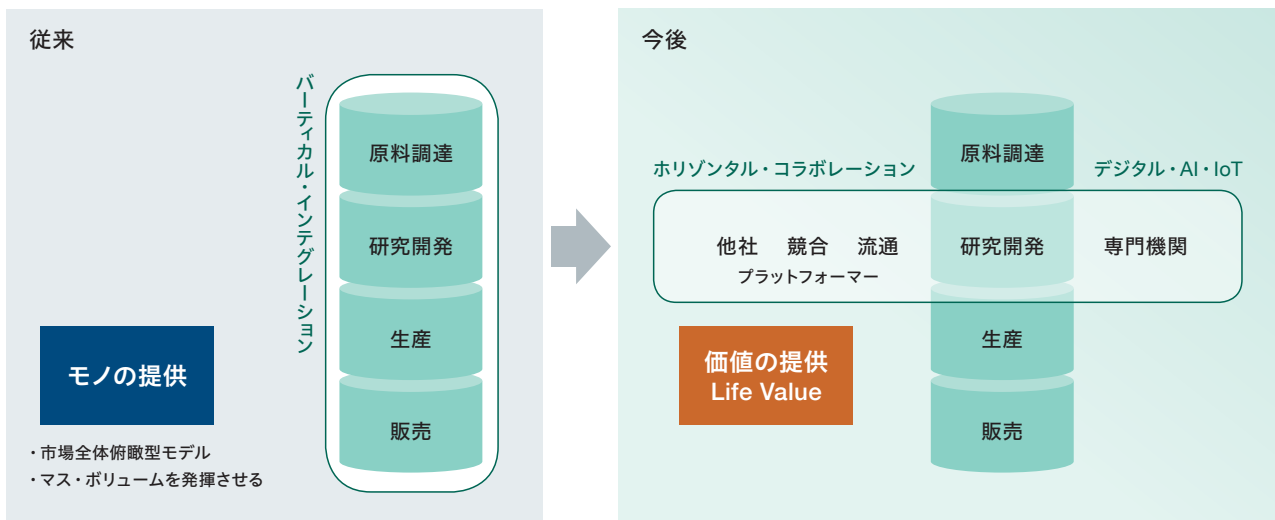 従来
バーティカル・インテグレーション
原料調達
研究開発
生産
販売
モノの提供
・市場全体俯瞰型モデル
・マス・ボリュームを発揮させる
今後
ホリゾンタル・コラボレーション
デジタル・AI・IoT
原料調達
他社 競合 流通
プラットフォーマー
研究開発
専門機関
生産
販売
価値の提供
Life Value